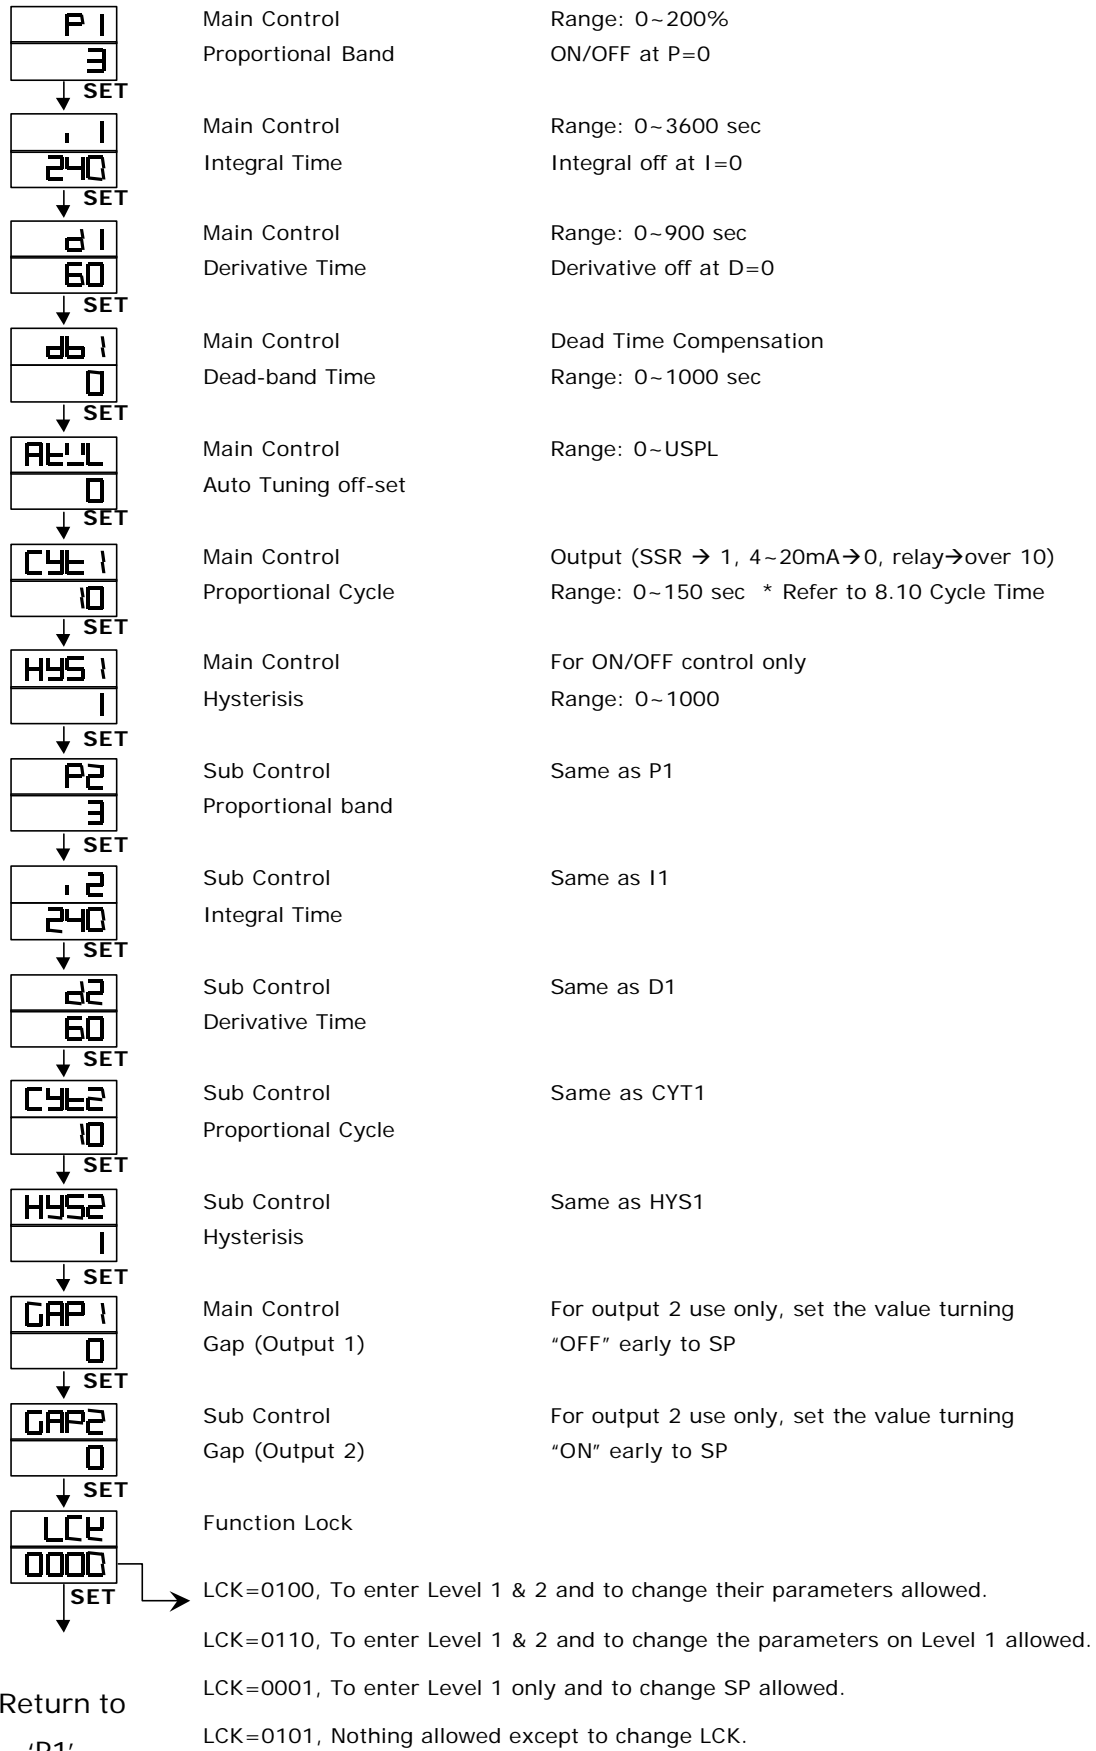 P1 Main Control Range: 0~200%
3 Proportional Band ON/OFF at P=0
SET
i1 Main Control Range: 0~3600 sec
240 Integral Time Integral off at I=0
SET
d1 Main Control Range: 0~900 sec
60 Derivative Time Derivative off at D=0
SET
db1 Main Control Dead Time Compensation
0 Dead-band Time Range: 0~1000 sec
SET
Main Control Range: 0~USPL
0 Auto Tuning off-set
SET
CYt1 Main Control Output (SSR → 1, 4~20mA→0, relay→over 10)
10 Proportional Cycle Range: 0~150 sec * Refer to 8.10 Cycle Time
SET
HYS1 Main Control For ON/OFF control only
1 Hysterisis Range: 0~1000
SET
P2 Sub Control Same as P1
3 Proportional band
SET
i2 Sub Control Same as I1
240 Integral Time
SET
d2 Sub Control Same as D1
60 Derivative Time
SET
CYt2 Sub Control Same as CYT1
10 Proportional Cycle
SET
HYS2 Sub Control Same as HYS1
1 Hysterisis
SET
GAP1 Main Control For output 2 use only, set the value turning
0 Gap (Output 1) “OFF” early to SP
SET
GAP2 Sub Control For output 2 use only, set the value turning
0 Gap (Output 2) “ON” early to SP
SET
LCK Function Lock
0000
SET LCK=0100, To enter Level 1 & 2 and to change their parameters allowed.
LCK=0110, To enter Level 1 & 2 and to change the parameters on Level 1 allowed.
Return to LCK=0001, To enter Level 1 only and to change SP allowed.
‘P1’ LCK=0101, Nothing allowed except to change LCK.